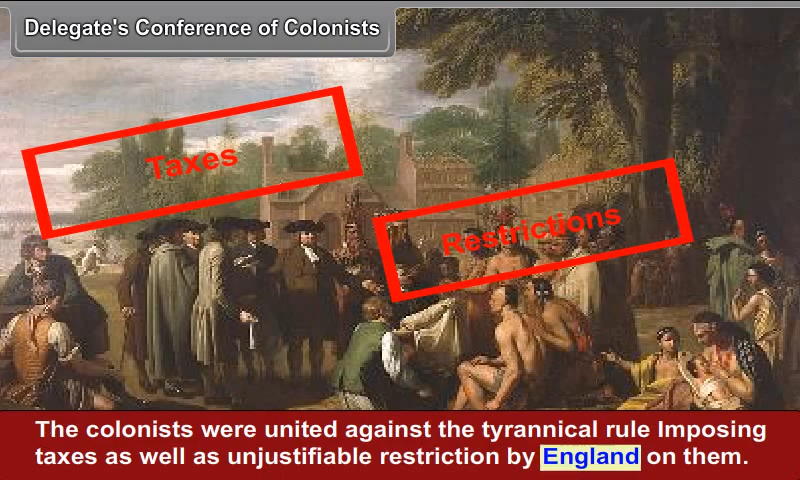 Delegate's Conference of Colonists
Taxes
Restrictions
The colonists were united against the tyrannical rule Imposing
taxes as well as unjustifiable restriction by England on them.